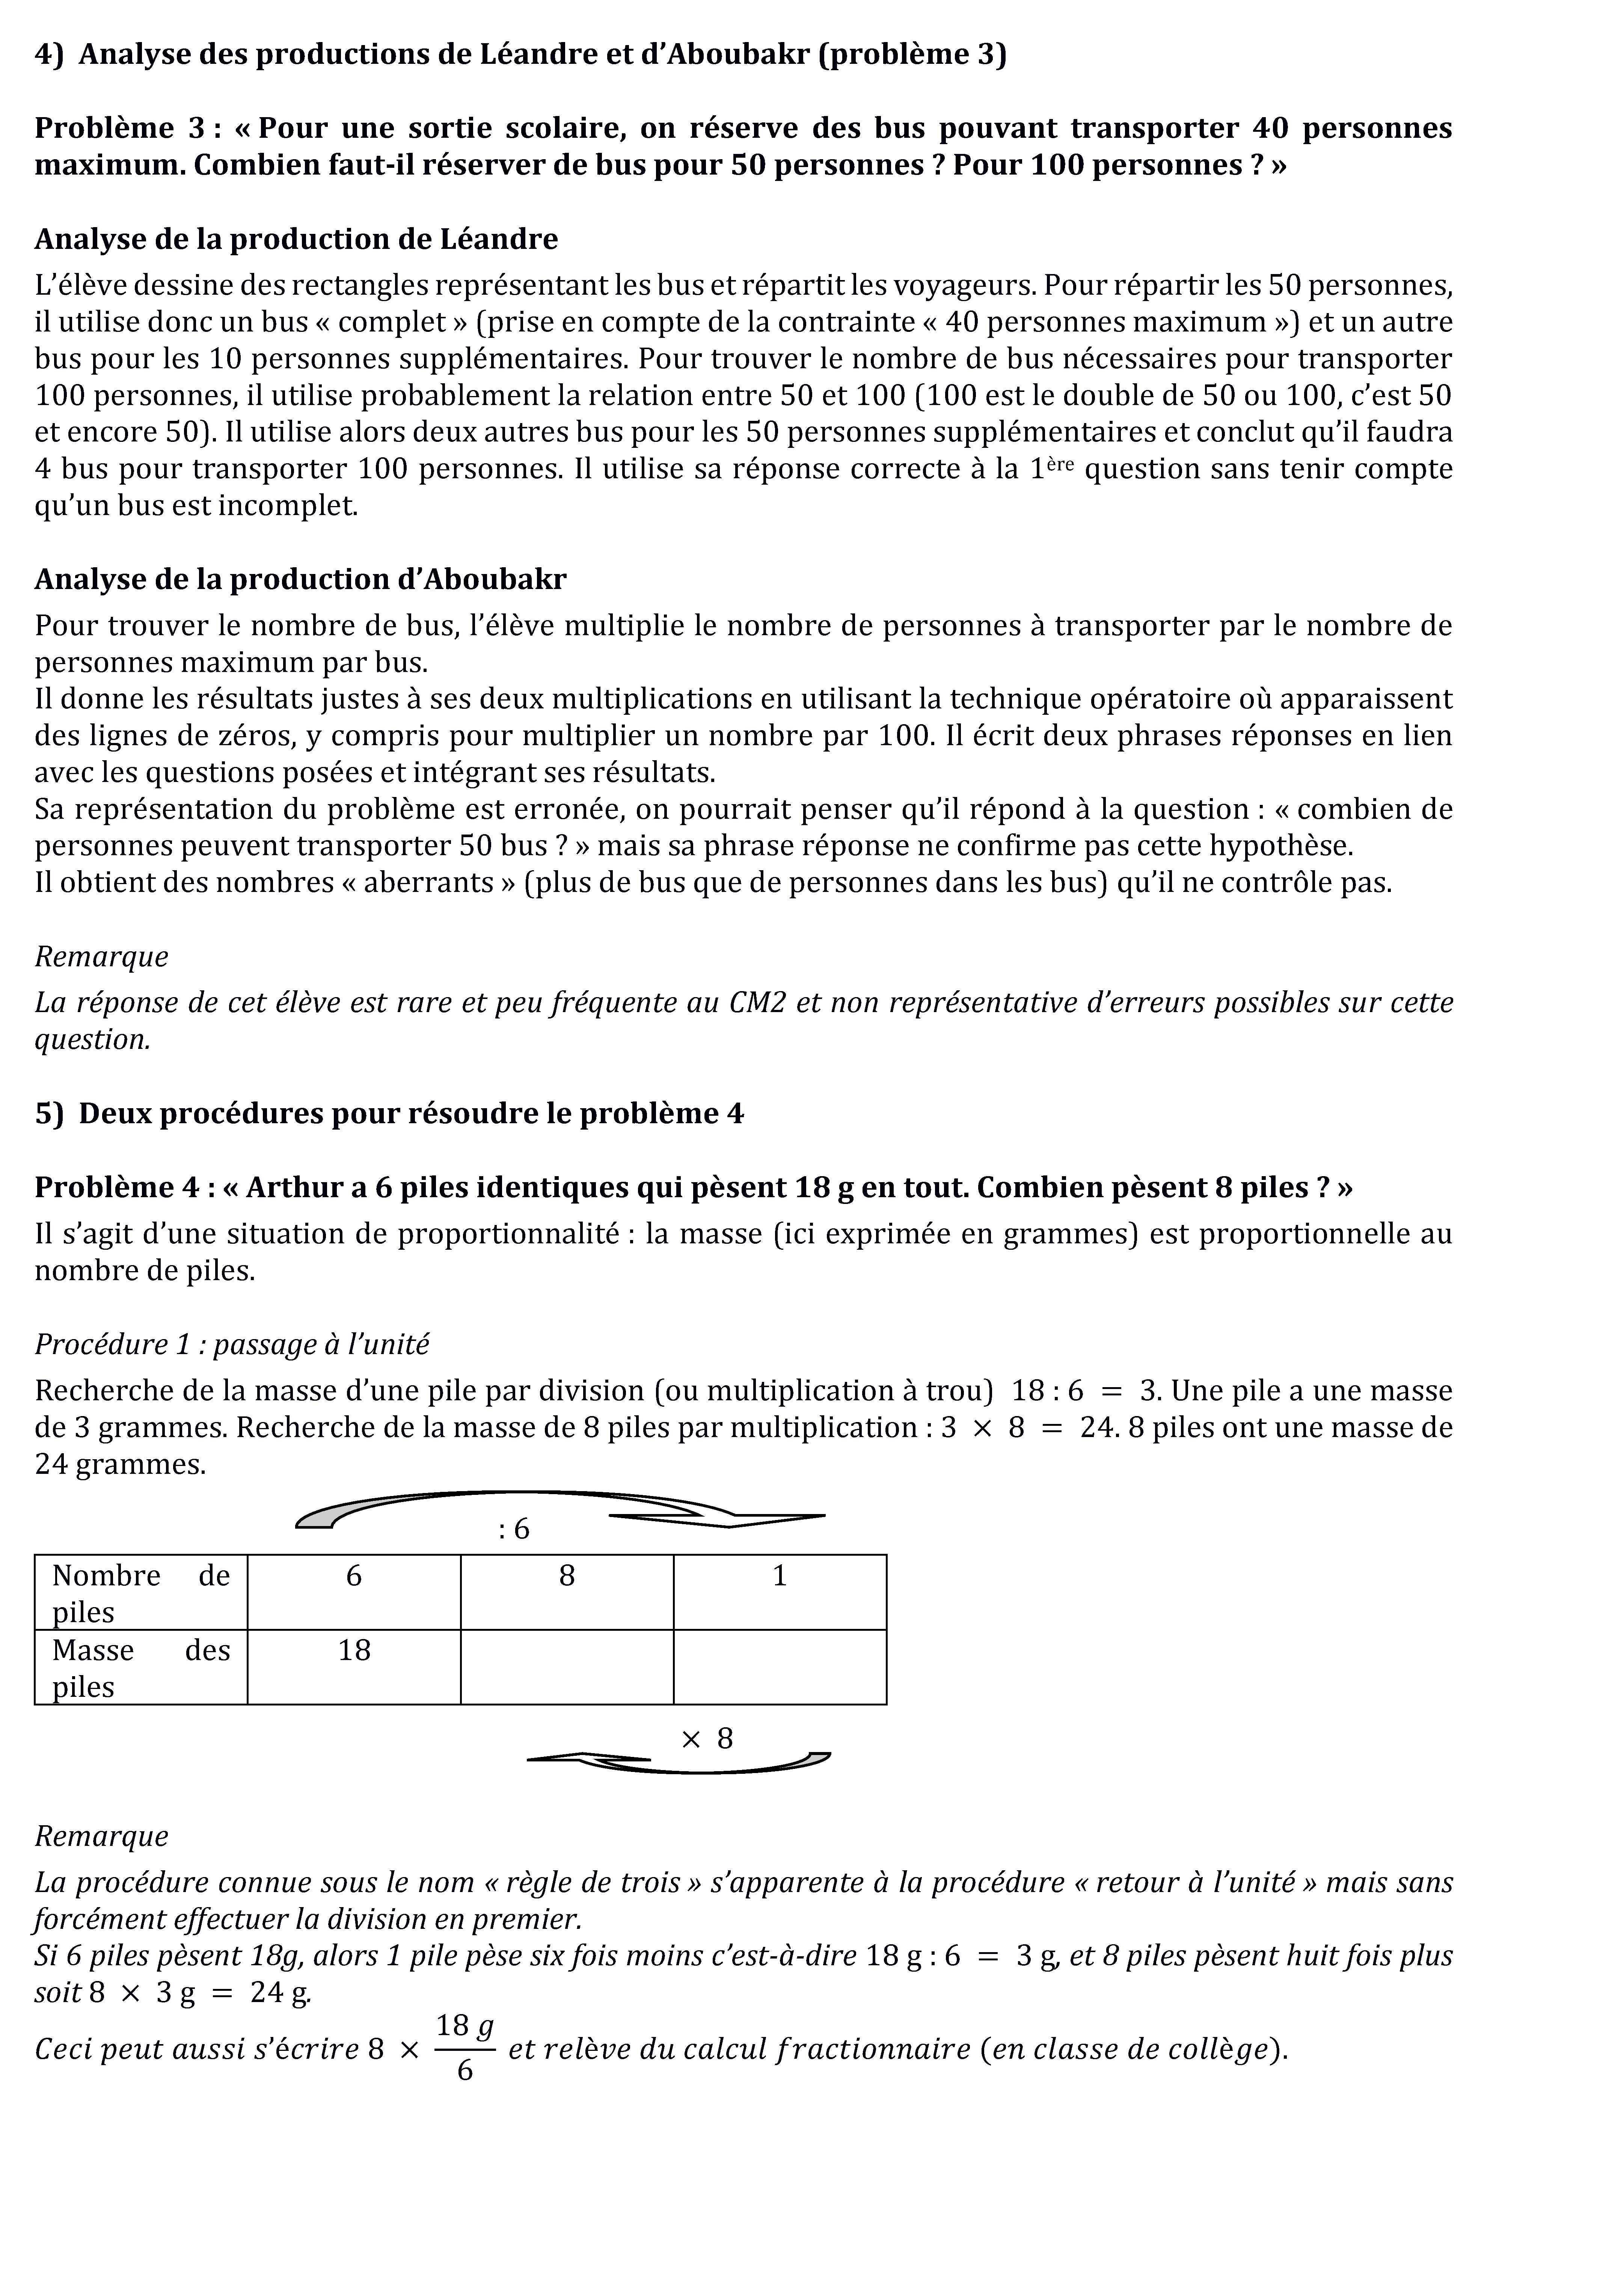 4) Analyse des productions de Léandre et d’Aboubakr (problème 3)
Problème 3 : « Pour une sortie scolaire, on réserve des bus pouvant transporter 40 personnes
maximum. Combien faut-il réserver de bus pour 50 personnes ? Pour 100 personnes ? »
Analyse de la production de Léandre
L’élève dessine des rectangles représentant les bus et répartit les voyageurs. Pour répartir les 50 personnes,
il utilise donc un bus « complet » (prise en compte de la contrainte « 40 personnes maximum ») et un autre
bus pour les 10 personnes supplémentaires. Pour trouver le nombre de bus nécessaires pour transporter
100 personnes, il utilise probablement la relation entre 50 et 100 (100 est le double de 50 ou 100, c’est 50
et encore 50). Il utilise alors deux autres bus pour les 50 personnes supplémentaires et conclut qu’il faudra
4 bus pour transporter 100 personnes. Il utilise sa réponse correcte à la 1ère question sans tenir compte
qu’un bus est incomplet.
Analyse de la production d’Aboubakr
Pour trouver le nombre de bus, l’élève multiplie le nombre de personnes à transporter par le nombre de
personnes maximum par bus.
Il donne les résultats justes à ses deux multiplications en utilisant la technique opératoire où apparaissent
des lignes de zéros, y compris pour multiplier un nombre par 100. Il écrit deux phrases réponses en lien
avec les questions posées et intégrant ses résultats.
Sa représentation du problème est erronée, on pourrait penser qu’il répond à la question : « combien de
personnes peuvent transporter 50 bus ? » mais sa phrase réponse ne confirme pas cette hypothèse.
Il obtient des nombres « aberrants » (plus de bus que de personnes dans les bus) qu’il ne contrôle pas.
Remarque
La réponse de cet élève est rare et peu fréquente au CM2 et non représentative d’erreurs possibles sur cette
question.
5) Deux procédures pour résoudre le problème 4
Problème 4 : « Arthur a 6 piles identiques qui pèsent 18 g en tout. Combien pèsent 8 piles ? »
Il s’agit d’une situation de proportionnalité : la masse (ici exprimée en grammes) est proportionnelle au
nombre de piles.
Procédure 1 : passage à l’unité
Recherche de la masse d’une pile par division (ou multiplication à trou) 18 : 6 = 3. Une pile a une masse
de 3 grammes. Recherche de la masse de 8 piles par multiplication : 3 × 8 = 24. 8 piles ont une masse de
24 grammes.
: 6
Nombre de piles 6 8 1
Masse des piles 18
× 8
Remarque
La procédure connue sous le nom « règle de trois » s’apparente à la procédure « retour à l’unité » mais sans
forcément effectuer la division en premier.
Si 6 piles pèsent 18g, alors 1 pile pèse six fois moins c’est-à-dire 18 g : 6 = 3 g, et 8 piles pèsent huit fois plus
soit 8 × 3 g = 24 g.
Ceci peut aussi s’écrire 8 × 18 g / 6 et relève du calcul fractionnaire (en classe de collège).